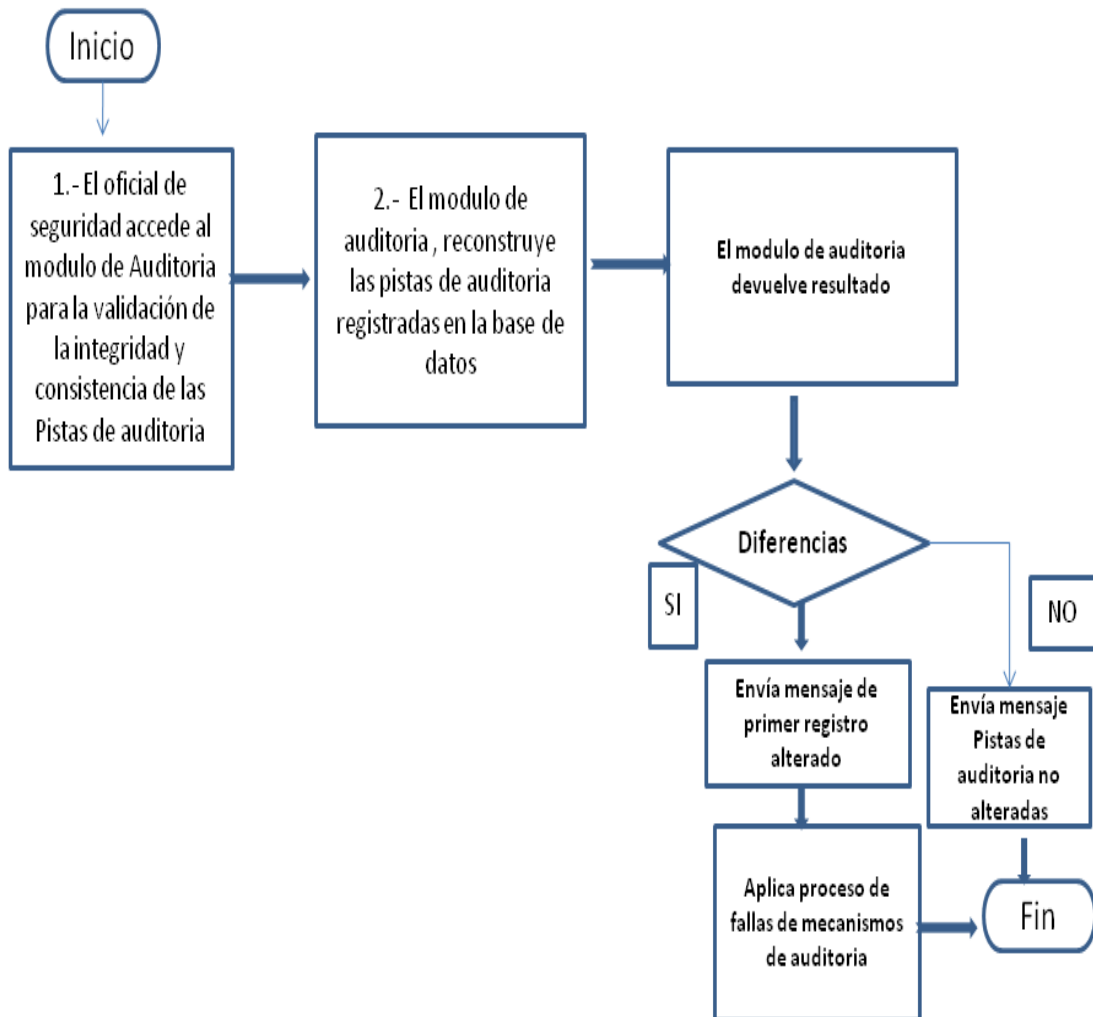 Inicio
1.- El oficial de
seguridad accede al
modulo de Auditoria
para la validación de
la integridad y
consistencia de las
Pistas de auditoria
2.- El modulo de
auditoria , reconstruye
las pistas de auditoria
registradas en la base de
datos
El modulo de auditoria
devuelve resultado
Diferencias
SI
NO
Envía mensaje de
primer registro
alterado
Envía mensaje
Pistas de
auditoria no
alteradas
Aplica proceso de
fallas de mecanismos
de auditoria
Fin